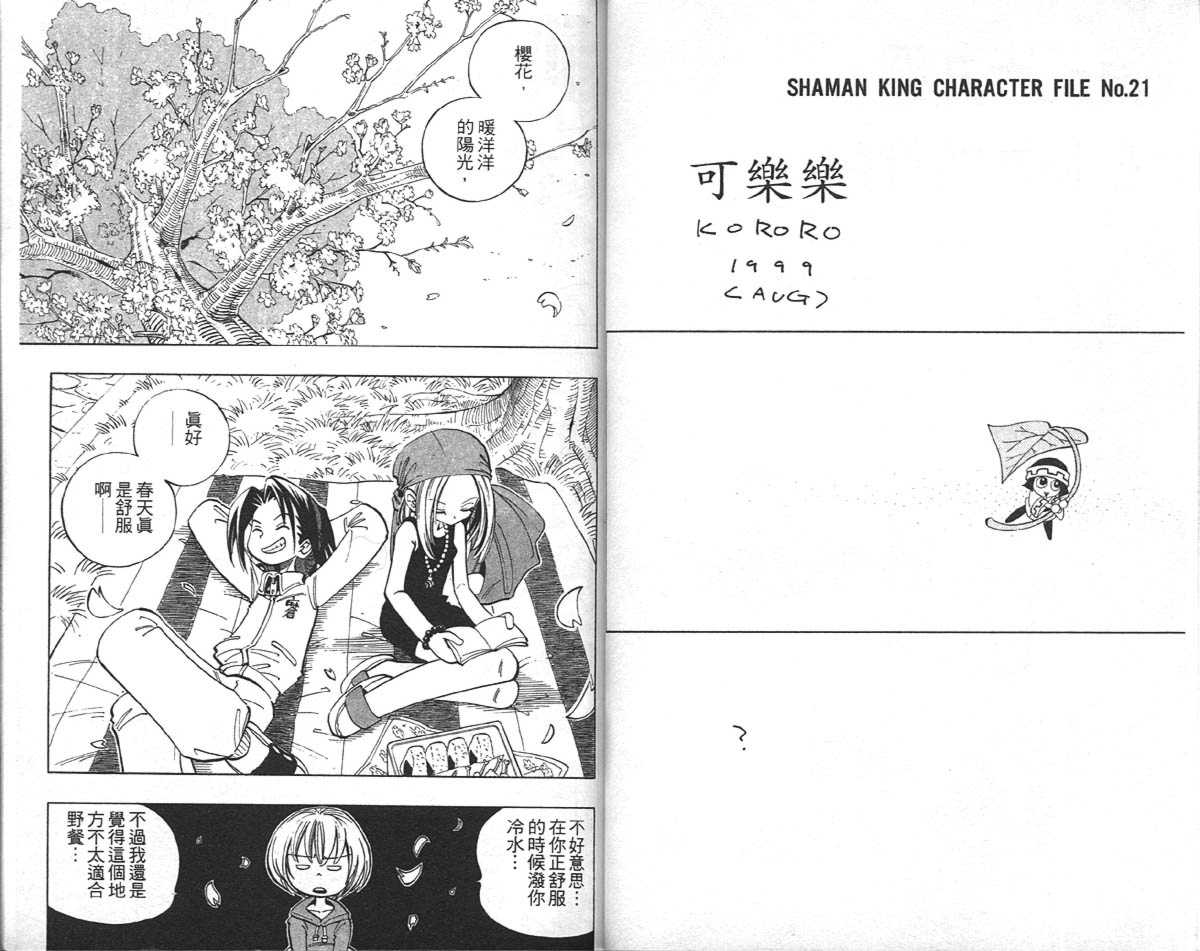 SHAMAN KING CHARACTER FILE No.21
可樂樂
KORORO
1999
(AUG)
?
櫻花，
暖洋洋
的陽光，
眞好
——
春天眞
是舒服
啊——
不好意思…
在你正舒服
的時候潑你
冷水…
不過我還是
覺得這個地
方不太適合
野餐…